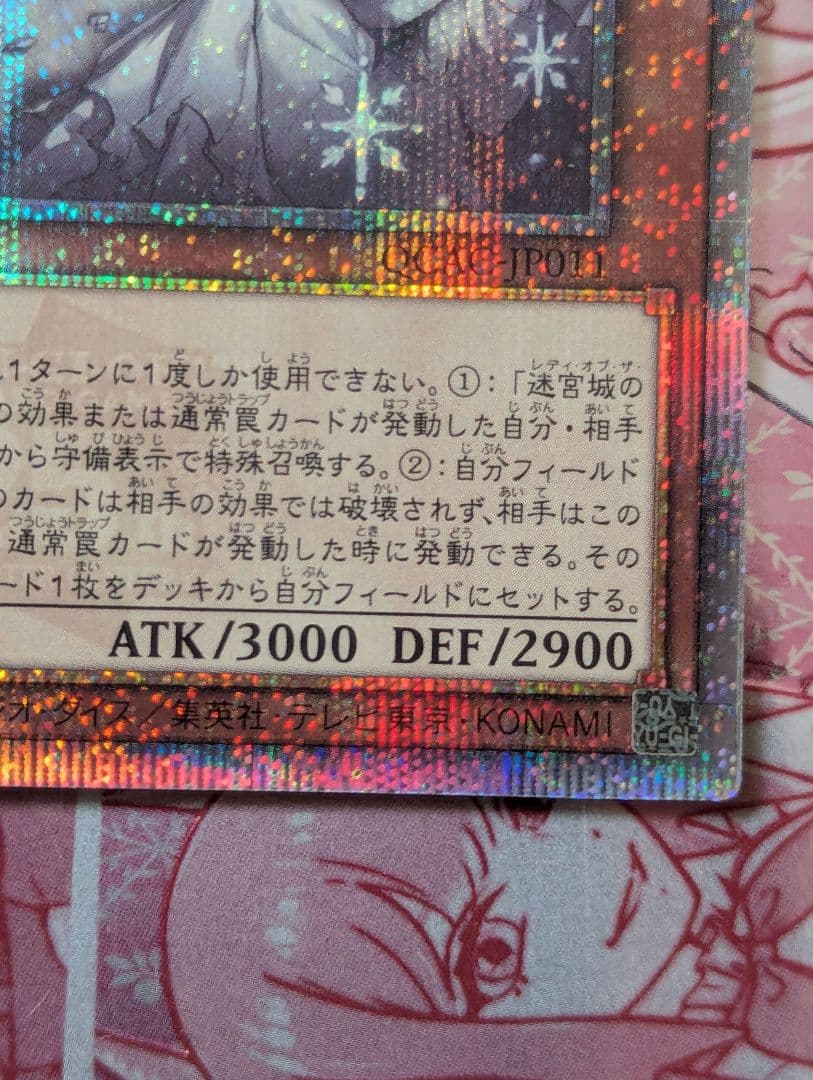 QCAC-JP011
1ターンに1度しか使用できない。①:「迷宮城の
の効果または通常罠カードが発動した自分・相手
から守備表示で特殊召喚する。②:自分フィールド
のカードは相手の効果では破壊されず、相手はこの
通常罠カードが発動した時に発動できる。その
ード1枚をデッキから自分フィールドにセットする。
ATK/3000 DEF/2900
ジオ・ダイス/集英社・テレビ東京・KONAMI